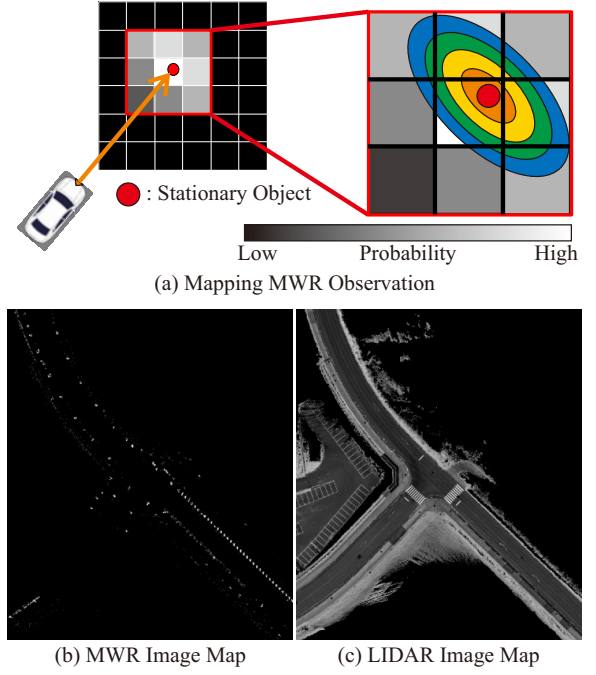 : Stationary Object
Low Probability High
(a) Mapping MWR Observation
(b) MWR Image Map
(c) LIDAR Image Map